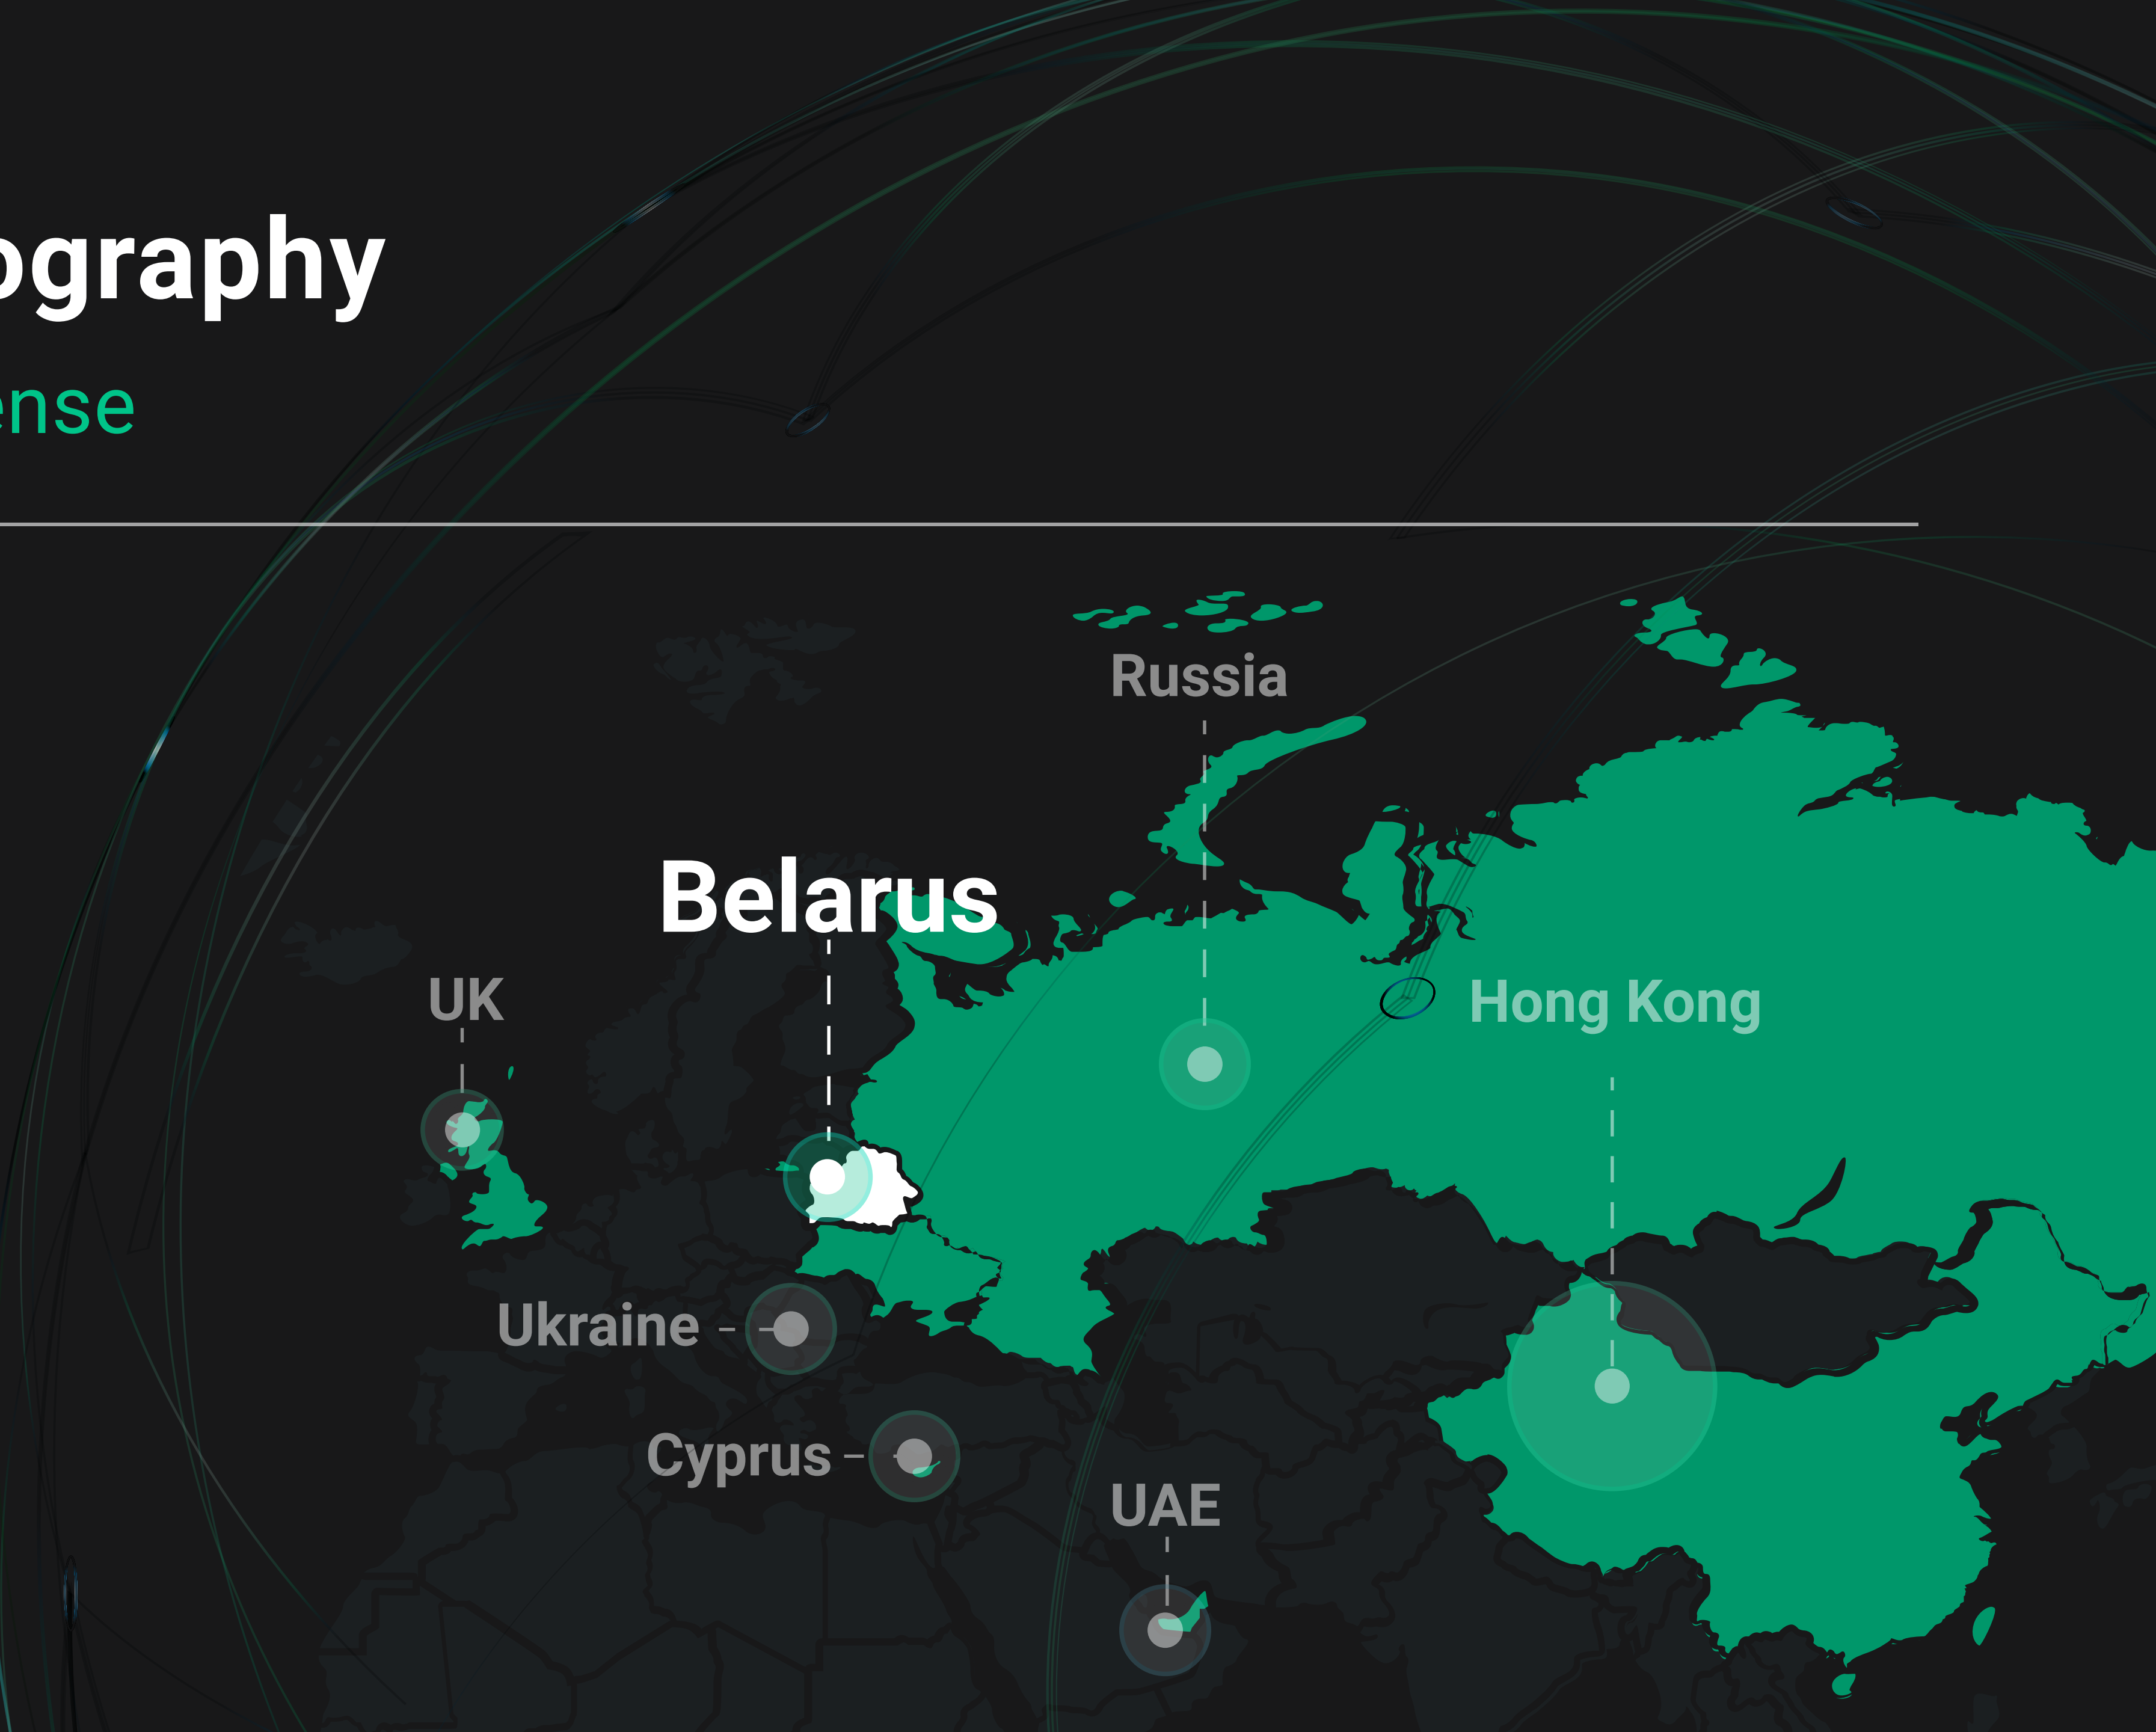 ography
ense
Russia
Belarus
UK
Hong Kong
Ukraine
Cyprus
UAE